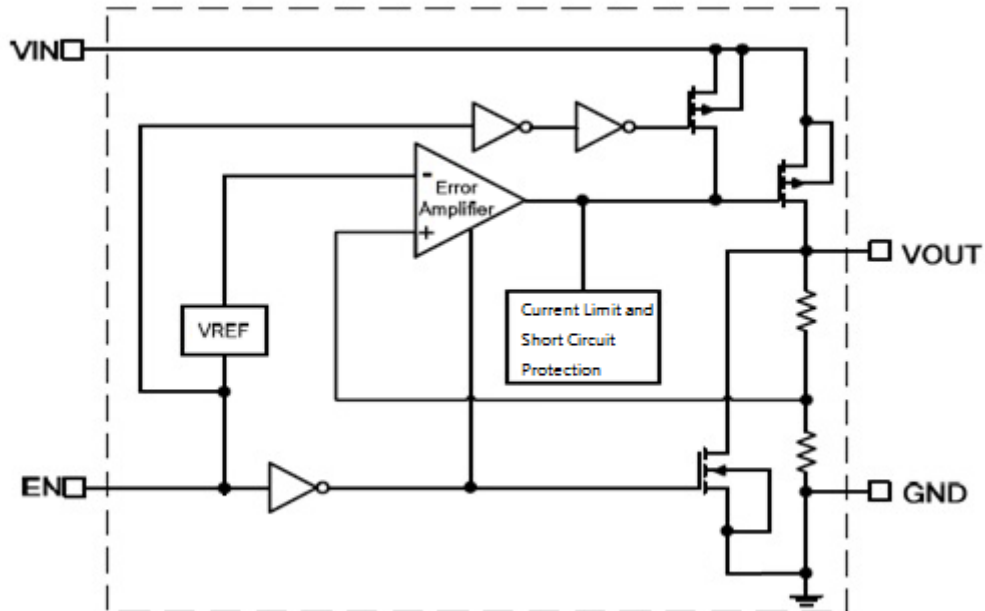 VIN
-
Error
Amplifier
+
VOUT
VREF
Current Limit and
Short Circuit
Protection
EN
GND